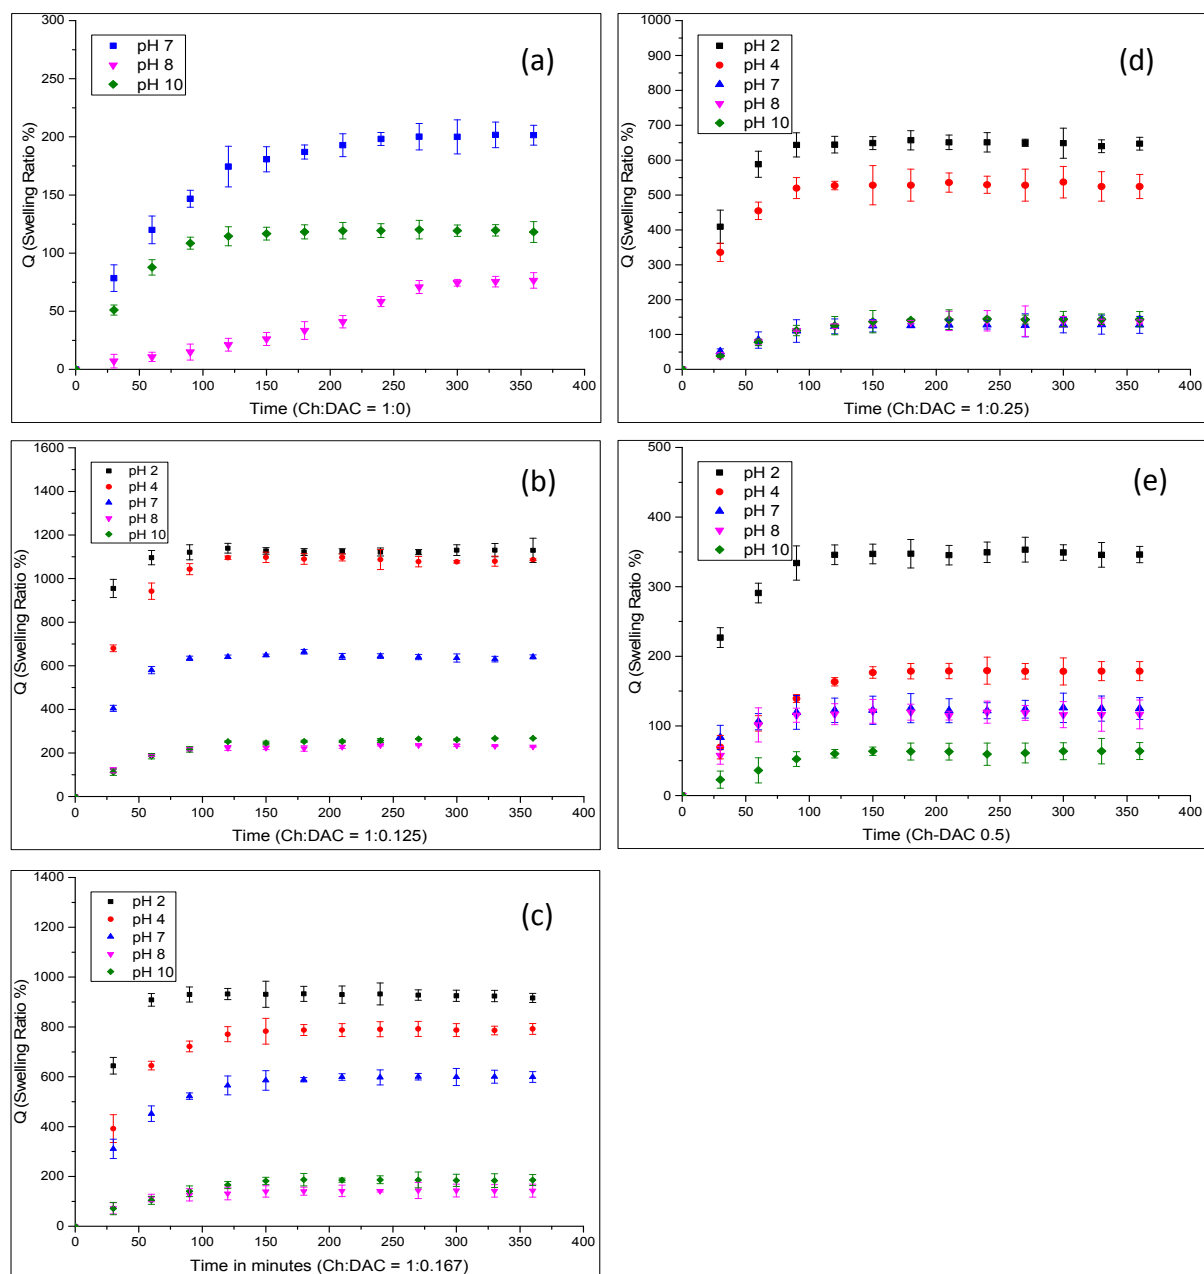 (a)
pH 7
pH 8
pH 10
300
250
200
150
100
50
0
0 50 100 150 200 250 300 350 400
Q (Swelling Ratio %)
Time (Ch:DAC = 1:0)
(d)
pH 2
pH 4
pH 7
pH 8
pH 10
1000
900
800
700
600
500
400
300
200
100
0
0 50 100 150 200 250 300 350 400
Q (Swelling Ratio %)
Time (Ch:DAC = 1:0.25)
(b)
pH 2
pH 4
pH 7
pH 8
pH 10
1600
1400
1200
1000
800
600
400
200
0
0 50 100 150 200 250 300 350 400
Q (Swelling Ratio %)
Time (Ch:DAC = 1:0.125)
(e)
pH 2
pH 4
pH 7
pH 8
pH 10
500
400
300
200
100
0
0 50 100 150 200 250 300 350 400
Q (Swelling Ratio %)
Time (Ch-DAC 0.5)
(c)
pH 2
pH 4
pH 7
pH 8
pH 10
1400
1200
1000
800
600
400
200
0
0 50 100 150 200 250 300 350 400
Q (Swelling Ratio %)
Time in minutes (Ch:DAC = 1:0.167)